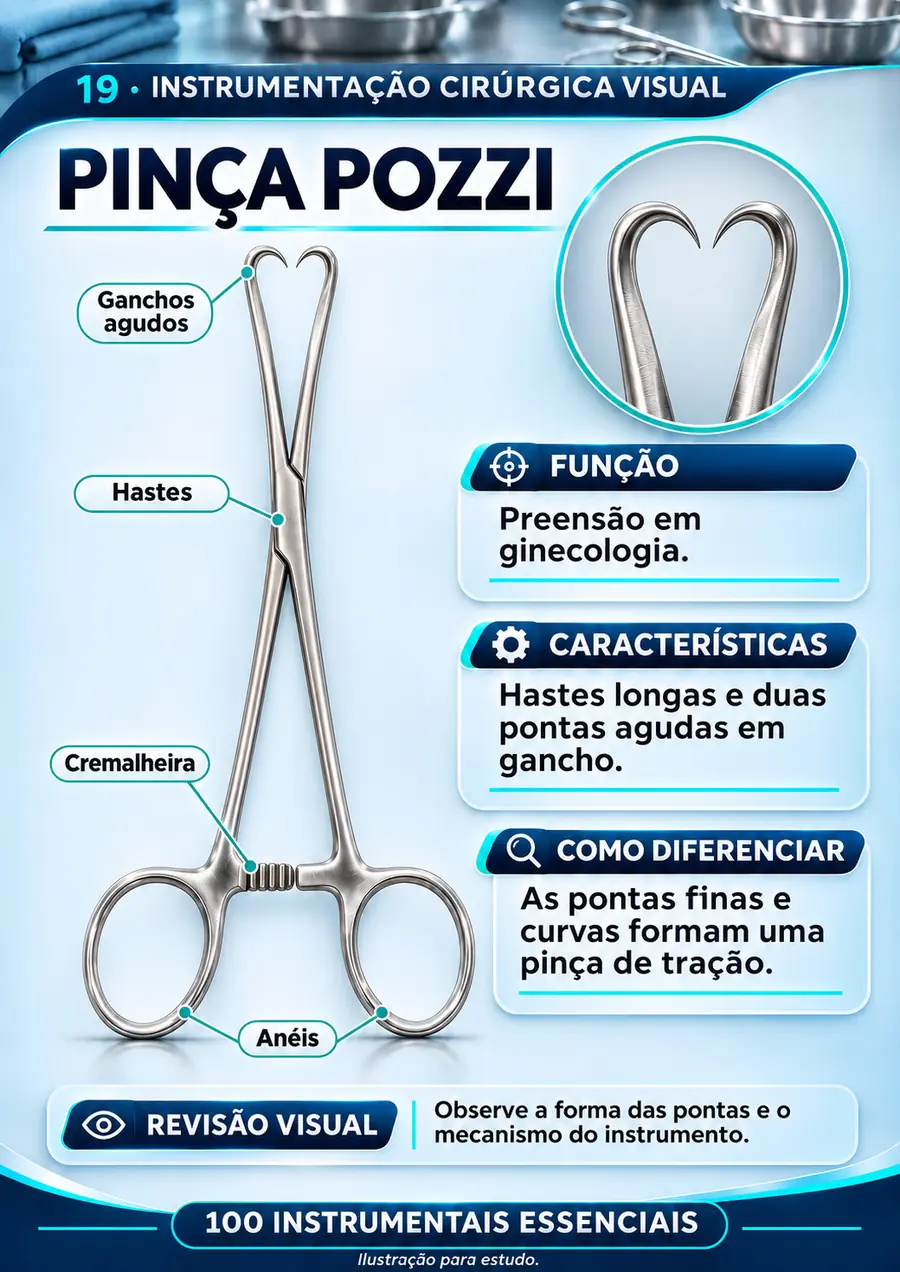 19 · INSTRUMENTAÇÃO CIRÚRGICA VISUAL
PINÇA POZZI
Ganchos
agudos
Hastes
Cremalheira
Anéis
FUNÇÃO
Preensão em
ginecologia.
CARACTERÍSTICAS
Hastes longas e duas
pontas agudas em
gancho.
COMO DIFERENCIAR
As pontas finas e
curvas formam uma
pinça de tração.
REVISÃO VISUAL
Observe a forma das pontas e o
mecanismo do instrumento.
100 INSTRUMENTAIS ESSENCIAIS
Ilustração para estudo.